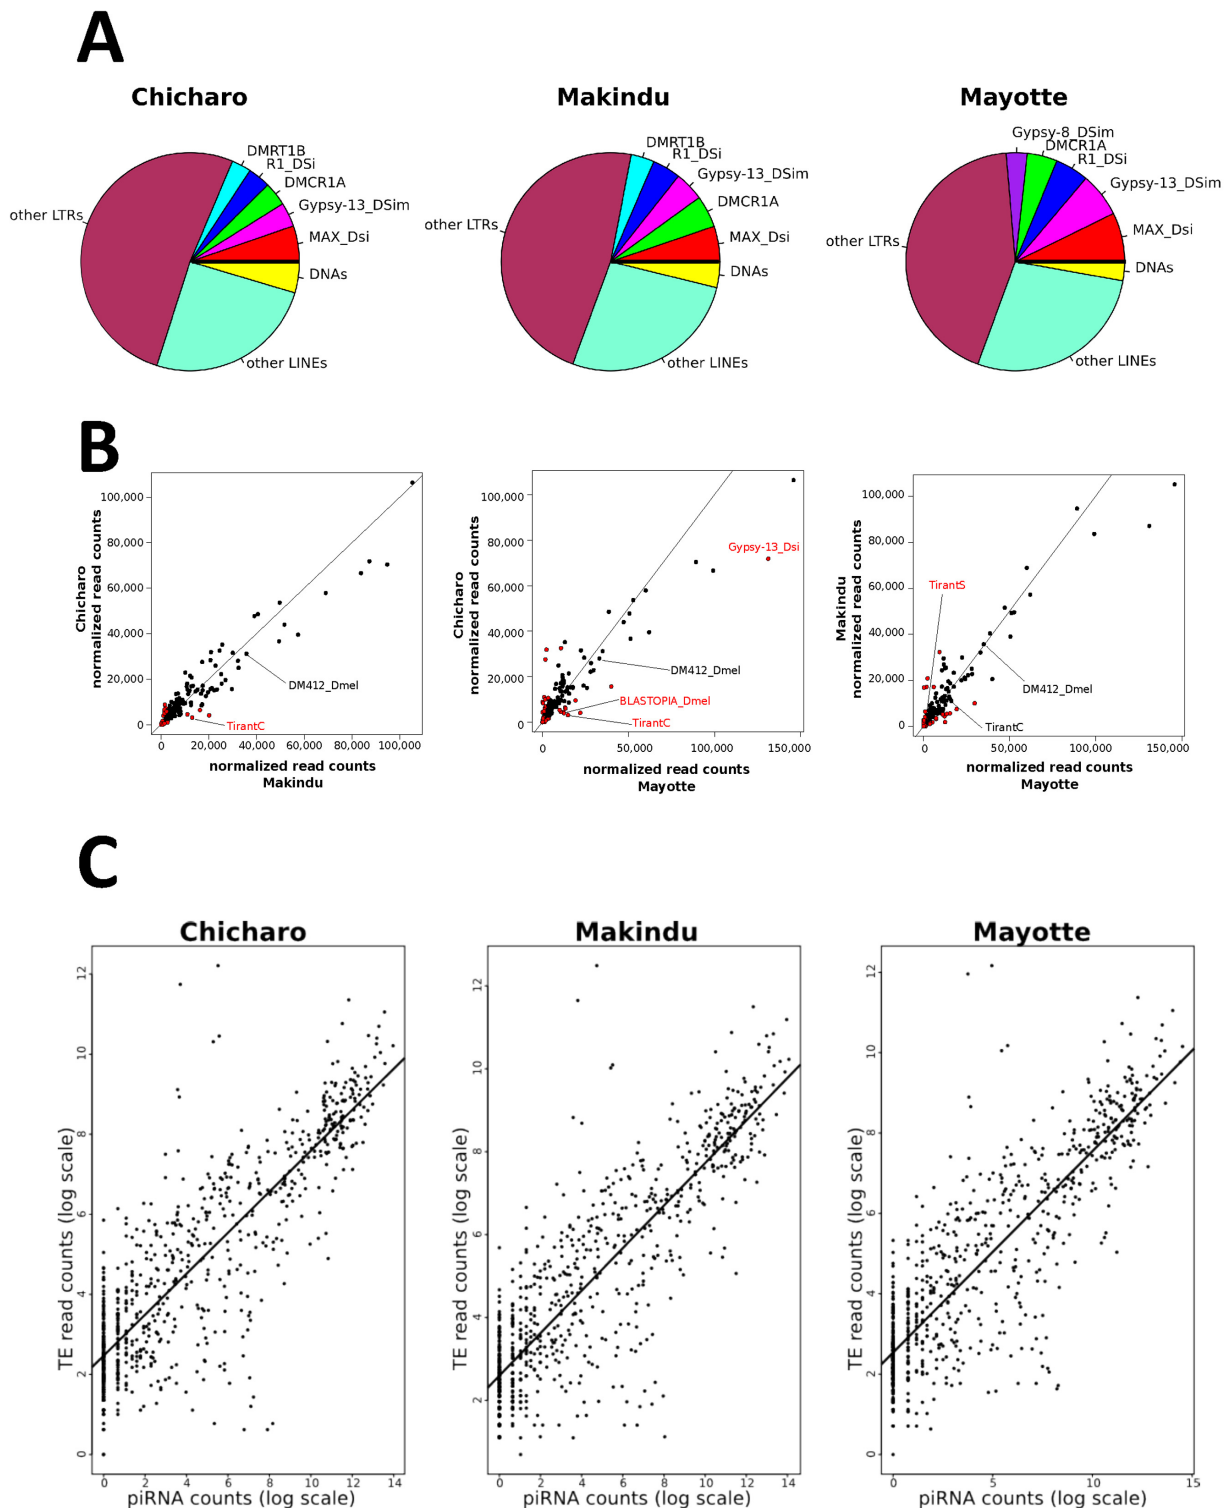 A
Chicharo
Makindu
Mayotte
DMRT1B
R1_DSi
DMCR1A
Gypsy-13_DSim
MAX_Dsi
DNAs
other LINEs
other LTRs
DMRT1B
R1_DSi
Gypsy-13_DSim
DMCR1A
MAX_Dsi
DNAs
other LINEs
other LTRs
Gypsy-8_DSim
DMCR1A
R1_DSi
Gypsy-13_DSim
MAX_Dsi
DNAs
other LINEs
other LTRs
B
Chicharo
normalized read counts
100,000
80,000
60,000
40,000
20,000
0
DM412_Dmel
TirantC
0 20,000 40,000 60,000 80,000 100,000
normalized read counts
Makindu
Chicharo
normalized read counts
100,000
80,000
60,000
40,000
20,000
0
Gypsy-13_Dsi
DM412_Dmel
BLASTOPIA_Dmel
TirantC
0 50,000 100,000 150,000
normalized read counts
Mayotte
Makindu
normalized read counts
100,000
80,000
60,000
40,000
20,000
0
TirantS
DM412_Dmel
TirantC
0 50,000 100,000 150,000
normalized read counts
Mayotte
C
Chicharo
TE read counts (log scale)
12
10
8
6
4
2
0
0 2 4 6 8 10 12 14
piRNA counts (log scale)
Makindu
TE read counts (log scale)
12
10
8
6
4
2
0 2 4 6 8 10 12 14
piRNA counts (log scale)
Mayotte
TE read counts (log scale)
12
10
8
6
4
2
0
0 5 10 15
piRNA counts (log scale)